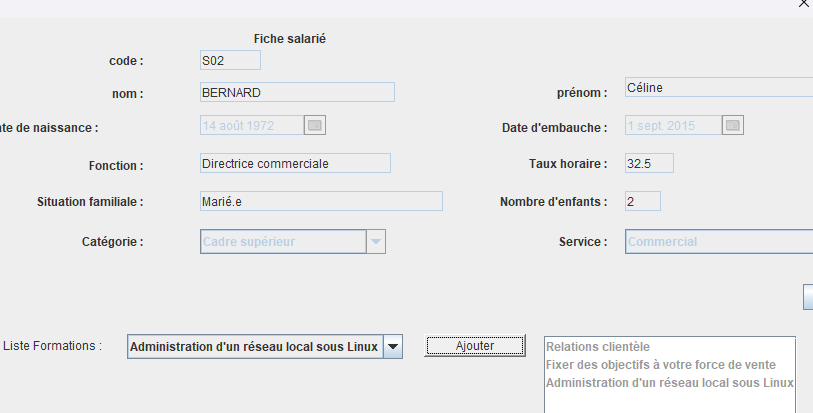 Fiche salarié
code : S02
nom : BERNARD prénom : Céline
te de naissance : 14 août 1972 Date d'embauche : 1 sept. 2015
Fonction : Directrice commerciale Taux horaire : 32.5
Situation familiale : Marié.e Nombre d'enfants : 2
Catégorie : Cadre supérieur Service : Commercial
Liste Formations : Administration d'un réseau local sous Linux Ajouter
Relations clientèle
Fixer des objectifs à votre force de vente
Administration d'un réseau local sous Linux